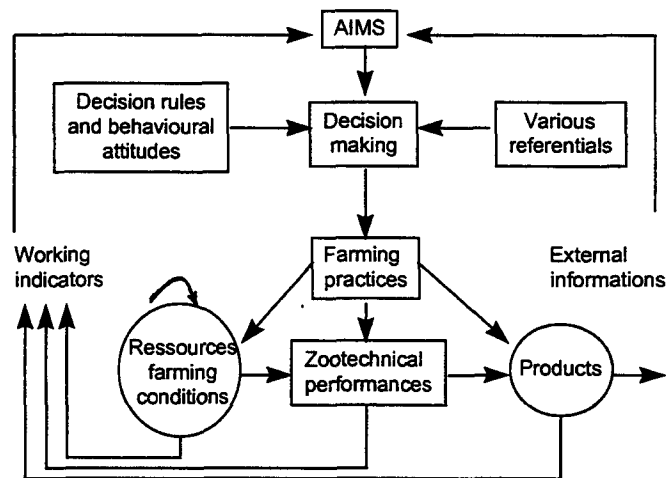 AIMS
Decision rules
and behavioural
attitudes
Decision
making
Various
referentials
Working
indicators
Farming
practices
External
informations
Ressources
farming
conditions
Zootechnical
performances
Products